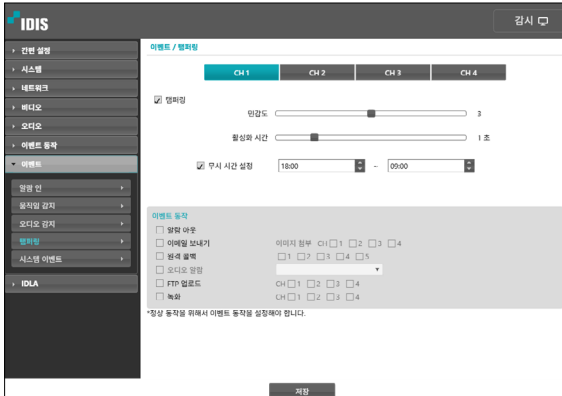 IDIS
감시
간편 설정
시스템
네트워크
비디오
오디오
이벤트 동작
이벤트
알람 인
움직임 감지
오디오 감지
탬퍼링
시스템 이벤트
IDLA
이벤트 / 탬퍼링
CH 1 CH 2 CH 3 CH 4
탬퍼링
민감도 3
활성화 시간 1 초
무시 시간 설정 18:00 ~ 09:00
이벤트 동작
알람 아웃
이메일 보내기 이미지 첨부 CH 1 2 3 4
원격 콜백 1 2 3 4 5
오디오 알람
FTP 업로드 CH 1 2 3 4
녹화 CH 1 2 3 4
*정상 동작을 위해서 이벤트 동작을 설정해야 합니다.
저장